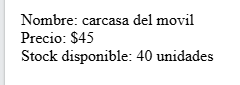 Nombre: carcasa del movil
Precio: $45
Stock disponible: 40 unidades